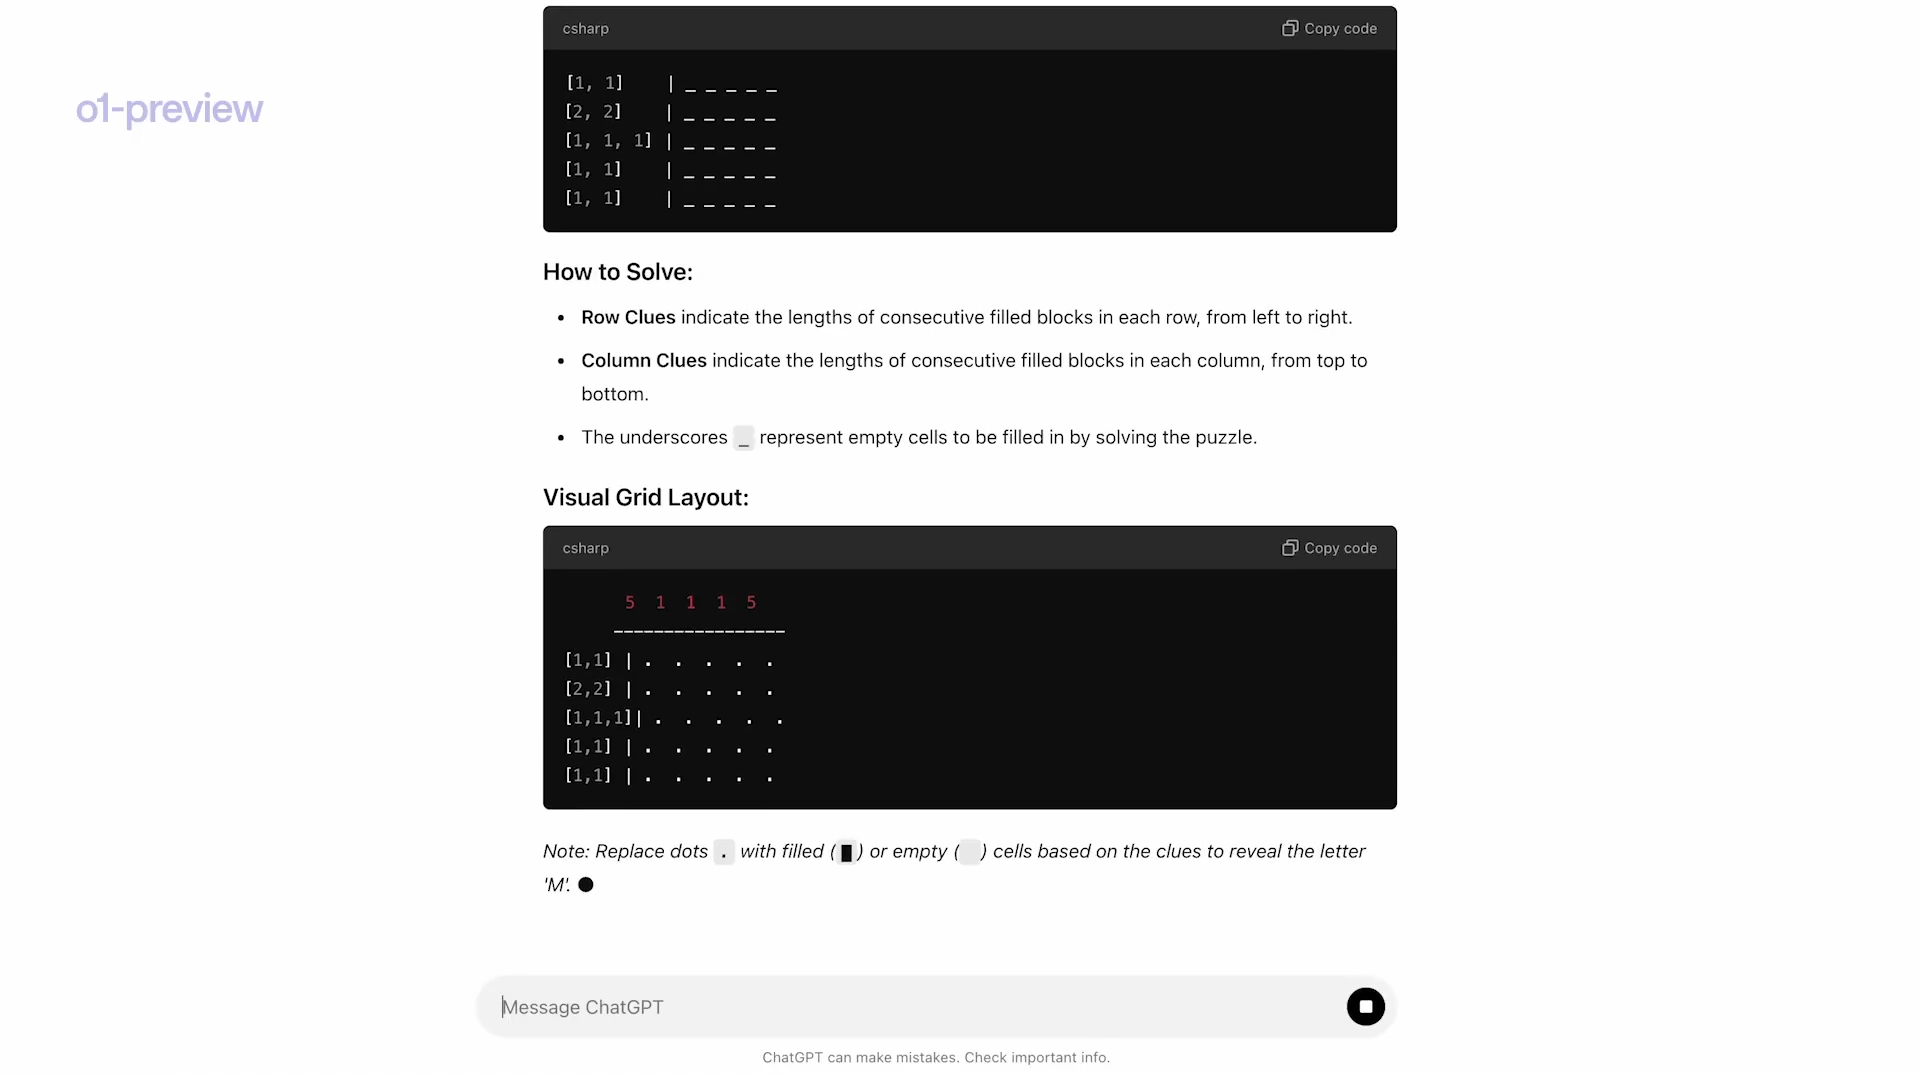 csharp Copy code
o1-preview
[1, 1] | _ _ _ _ _
[2, 2] | _ _ _ _ _
[1, 1, 1] | _ _ _ _ _
[1, 1] | _ _ _ _ _
[1, 1] | _ _ _ _ _
How to Solve:
• Row Clues indicate the lengths of consecutive filled blocks in each row, from left to right.
• Column Clues indicate the lengths of consecutive filled blocks in each column, from top to
bottom.
• The underscores _ represent empty cells to be filled in by solving the puzzle.
Visual Grid Layout:
csharp Copy code
5 1 1 1 5
-----------------
[1,1] | . . . . .
[2,2] | . . . . .
[1,1,1]| . . . . .
[1,1] | . . . . .
[1,1] | . . . . .
Note: Replace dots . with filled (█) or empty ( ) cells based on the clues to reveal the letter
'M'.
Message ChatGPT
ChatGPT can make mistakes. Check important info.